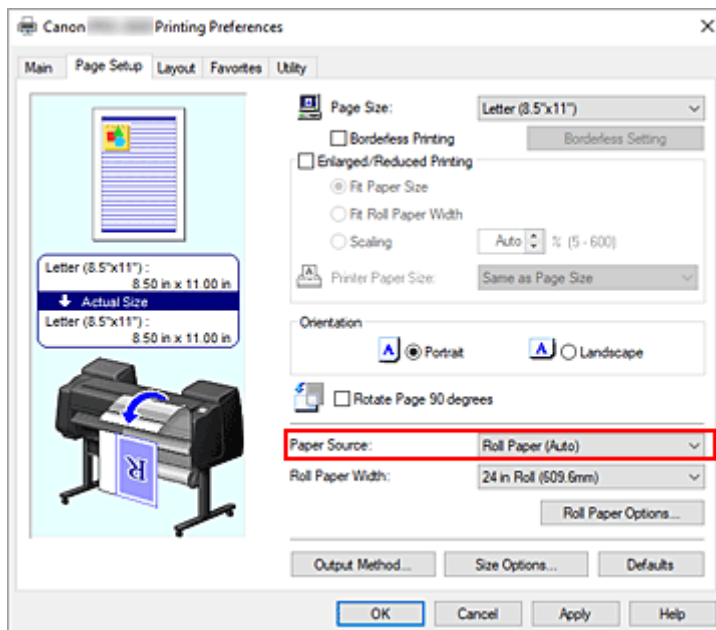 Canon Printing Preferences
Main Page Setup Layout Favorites Utility
Page Size: Letter (8.5"x11")
Borderless Printing Borderless Setting
Enlarged/Reduced Printing
Fit Paper Size
Fit Roll Paper Width
Scaling Auto % (5 - 600)
Printer Paper Size: Same as Page Size
Letter (8.5"x11") :
8.50 in x 11.00 in
Actual Size
Letter (8.5"x11") :
8.50 in x 11.00 in
Orientation
A Portrait A Landscape
Rotate Page 90 degrees
R
Paper Source: Roll Paper (Auto)
Roll Paper Width: 24 in Roll (609.6mm)
Roll Paper Options...
Output Method... Size Options... Defaults
OK Cancel Apply Help